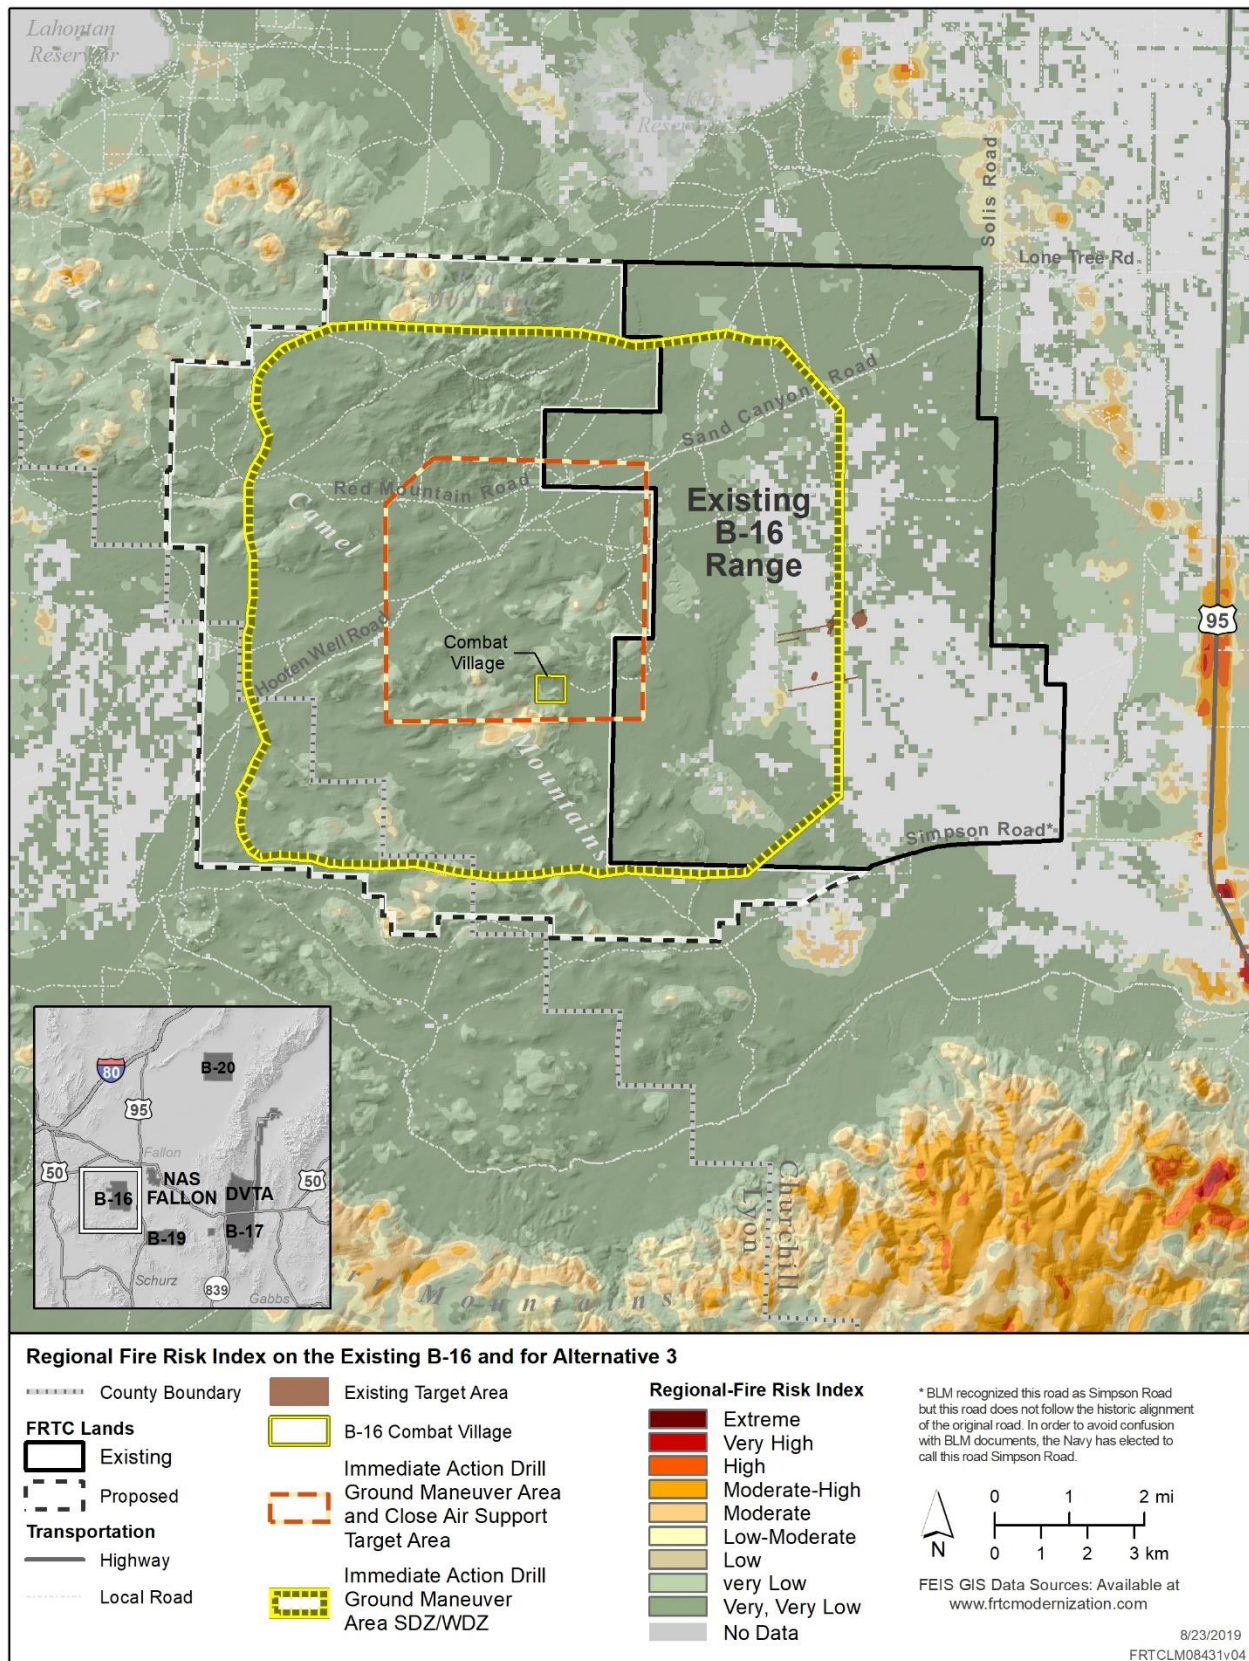 Lahontan
Reservoir
Reservoir
Solis Road
Lone Tree Rd
Dead
Red
Mountain
Sand Canyon Road
Red Mountain Road
Camel
Existing
B-16
Range
95
Hooten Well Road
Combat
Village
Mountains
Simpson Road*
Churchill
Lyon
Mountains
80
B-20
95
Fallon
50
NAS
FALLON
DVTA
50
B-16
B-19
B-17
Schurz
839
Gabbs
Regional Fire Risk Index on the Existing B-16 and for Alternative 3
County Boundary
FRTC Lands
Existing
Proposed
Transportation
Highway
Local Road
Existing Target Area
B-16 Combat Village
Immediate Action Drill
Ground Maneuver Area
and Close Air Support
Target Area
Immediate Action Drill
Ground Maneuver
Area SDZ/WDZ
Regional-Fire Risk Index
Extreme
Very High
High
Moderate-High
Moderate
Low-Moderate
Low
very Low
Very, Very Low
No Data
* BLM recognized this road as Simpson Road
but this road does not follow the historic alignment
of the original road. In order to avoid confusion
with BLM documents, the Navy has elected to
call this road Simpson Road.
N
0 1 2 mi
0 1 2 3 km
FEIS GIS Data Sources: Available at
www.frtcmodernization.com
8/23/2019
FRTCLM08431v04